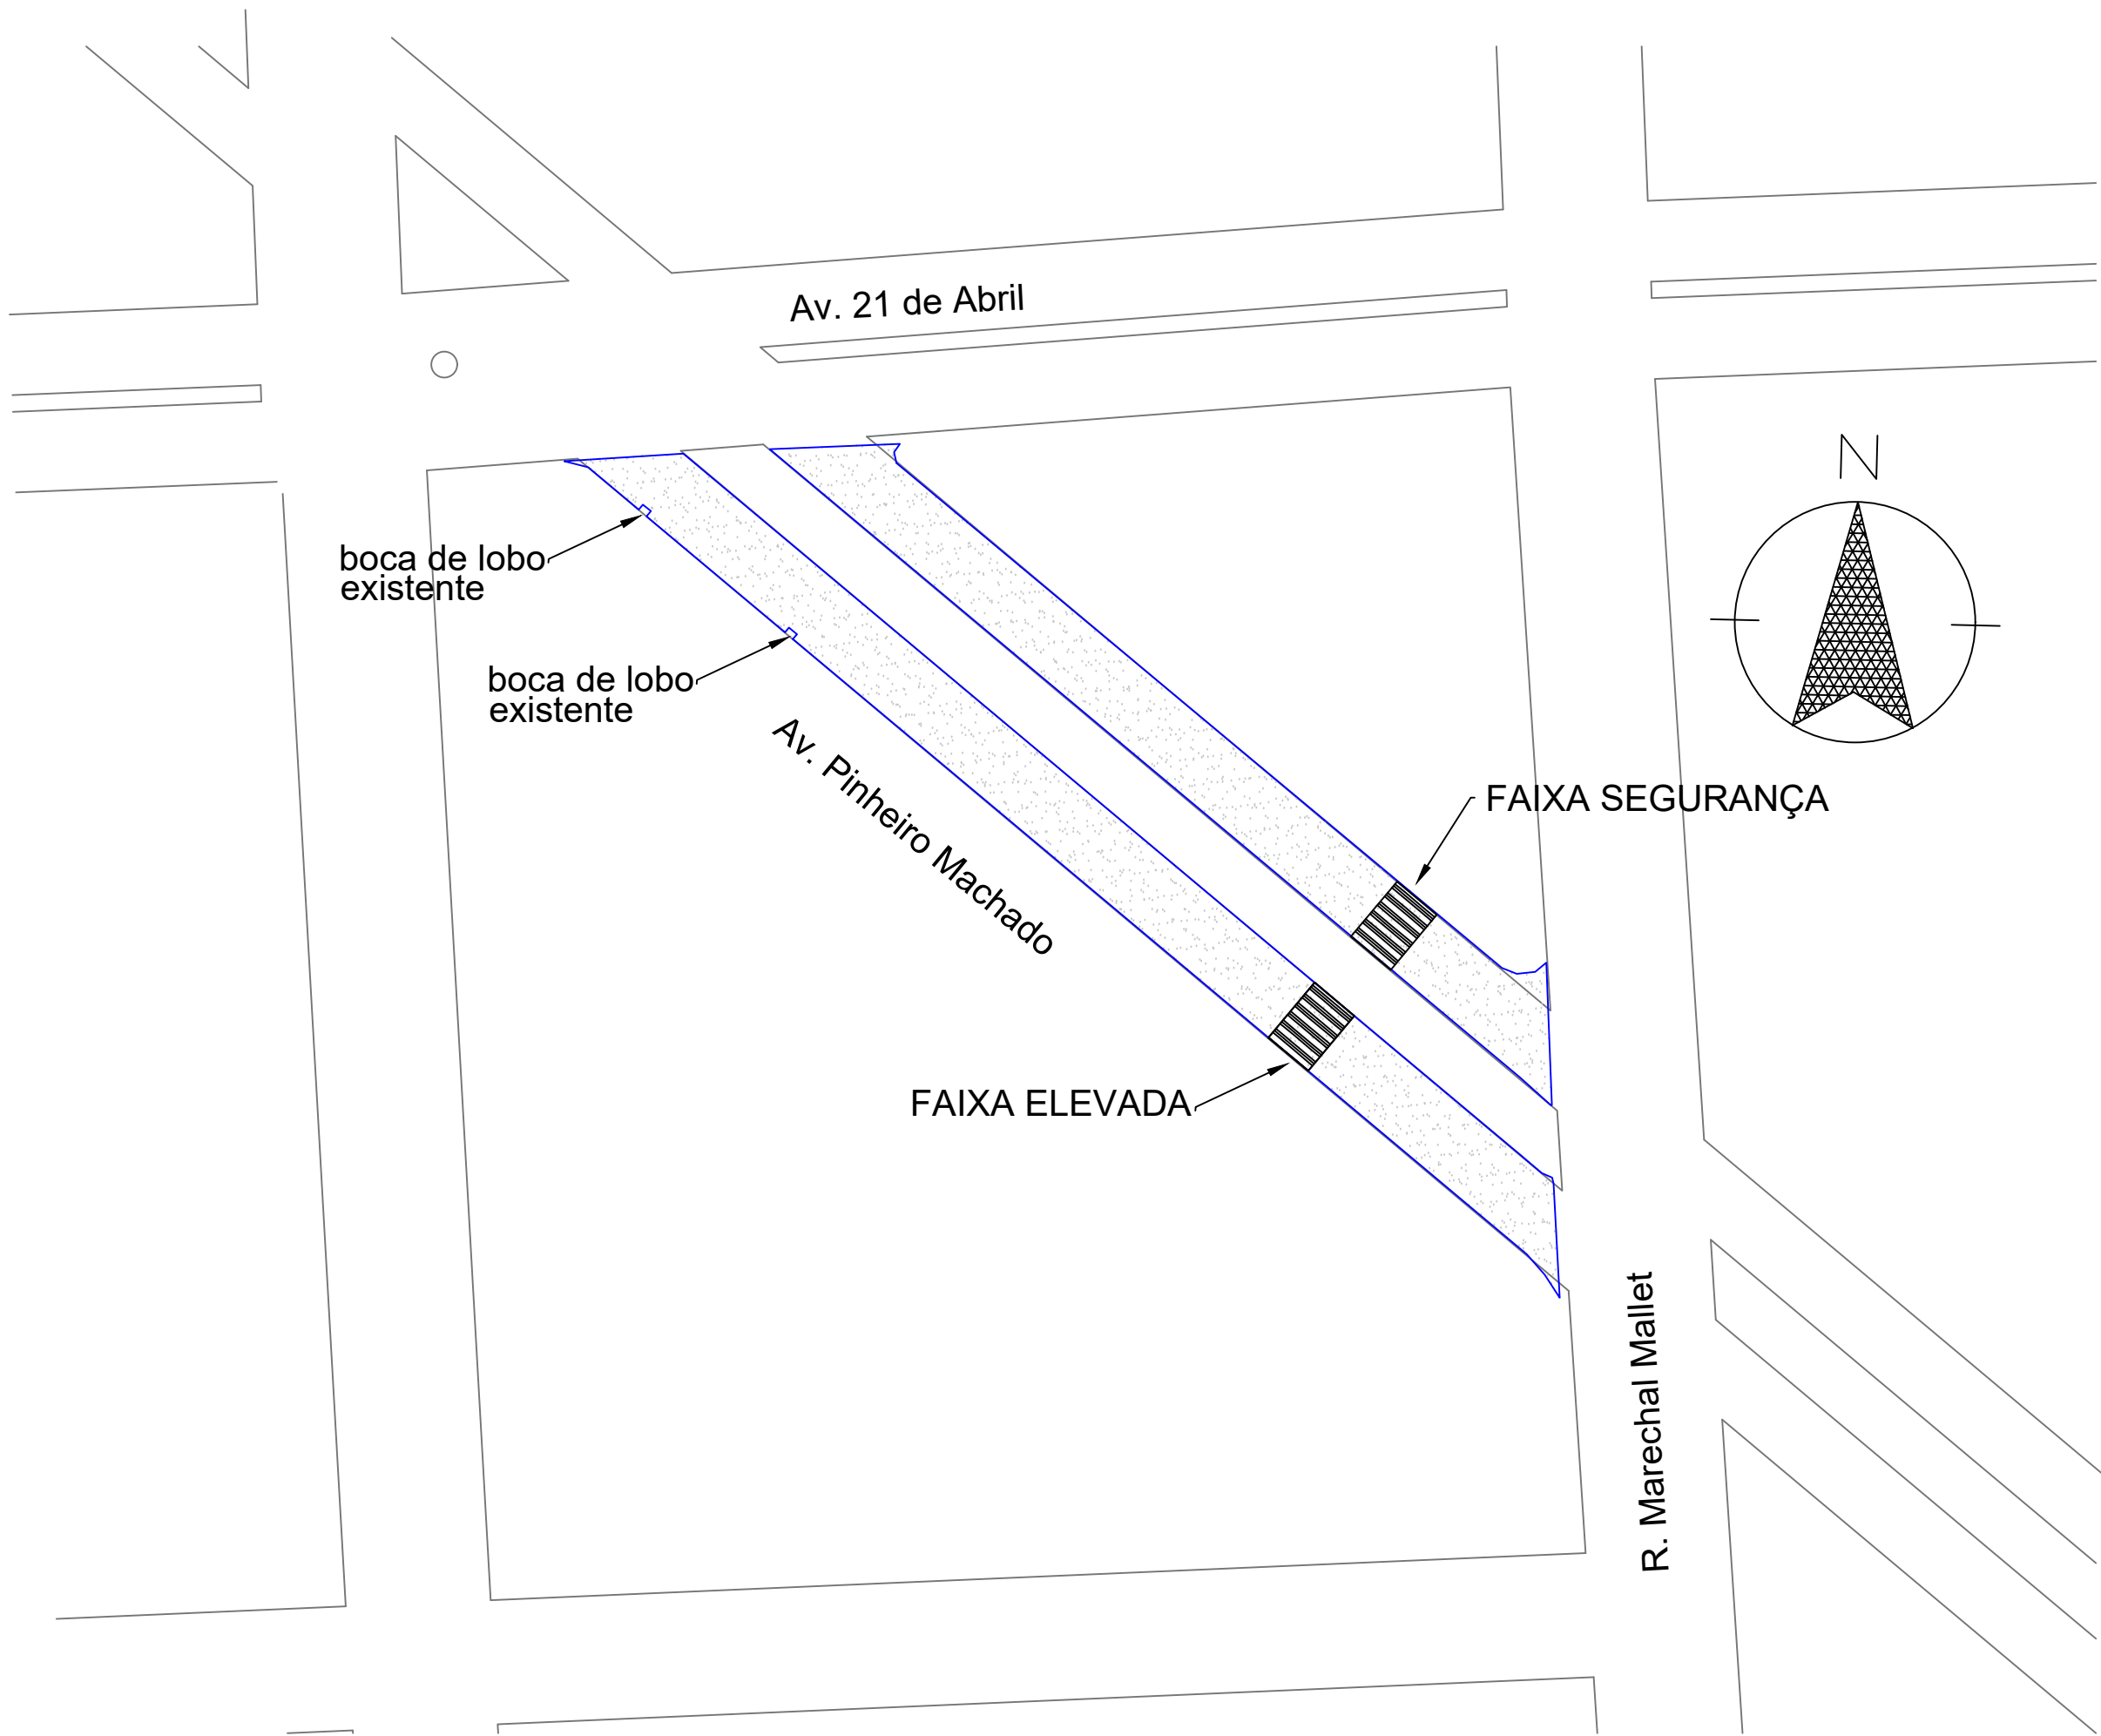 Av. 21 de Abril
N
boca de lobo
existente
boca de lobo
existente
Av. Pinheiro Machado
FAIXA SEGURANÇA
FAIXA ELEVADA
R. Marechal Mallet